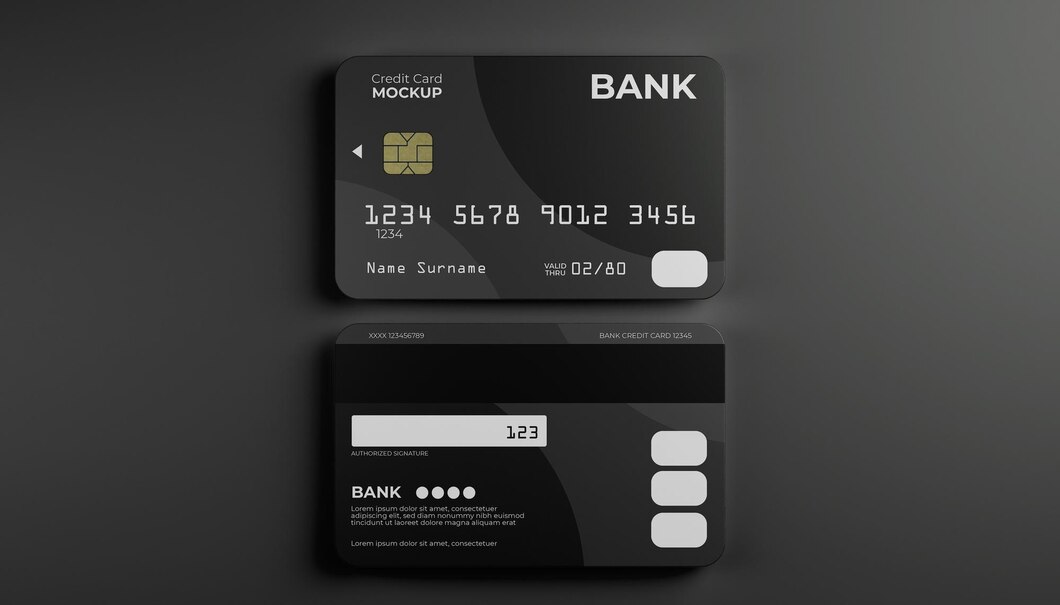 Credit Card
MOCKUP
BANK
1234 5678 9012 3456
1234
Name Surname
VALID
THRU
02/80
XXXX 123456789
BANK CREDIT CARD 12345
123
AUTHORIZED SIGNATURE
BANK
Lorem ipsum dolor sit amet, consectetuer
adipiscing elit, sed diam nonummy nibh euismod
tincidunt ut laoreet dolore magna aliquam erat
Lorem ipsum dolor sit amet, consectetuer